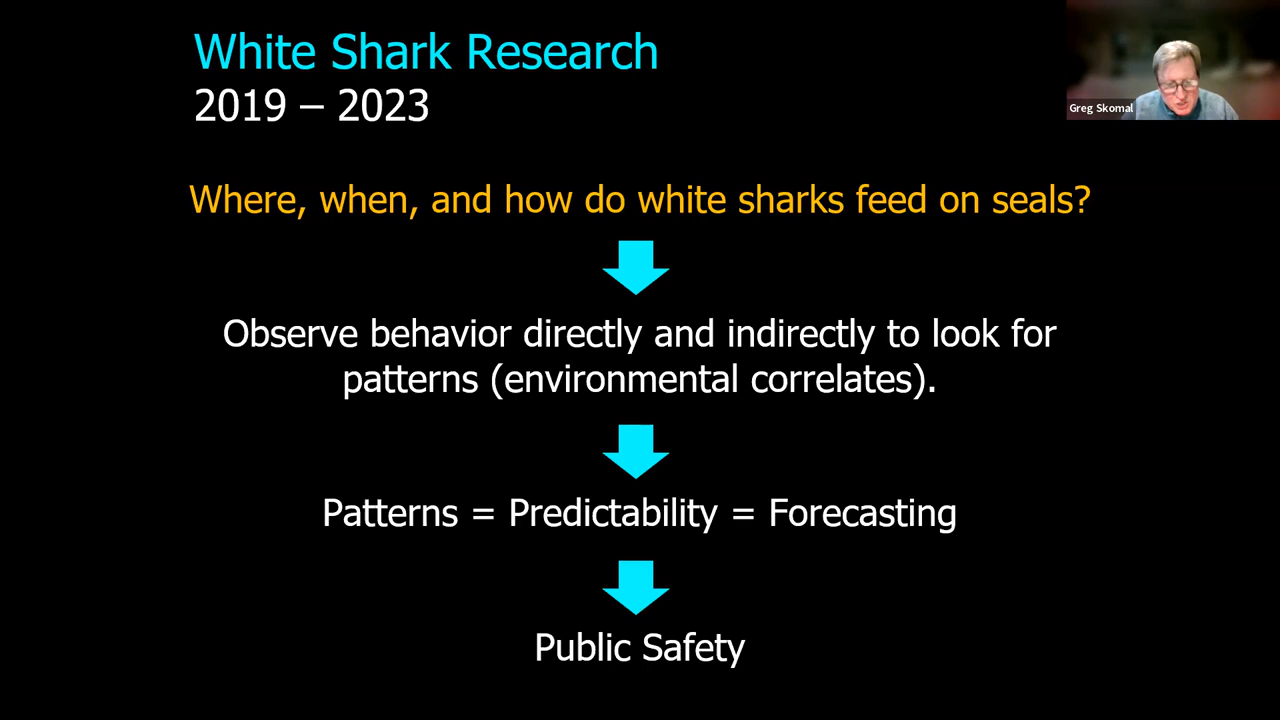 White Shark Research
2019 – 2023
Greg Skomal
Where, when, and how do white sharks feed on seals?
Observe behavior directly and indirectly to look for
patterns (environmental correlates).
Patterns = Predictability = Forecasting
Public Safety